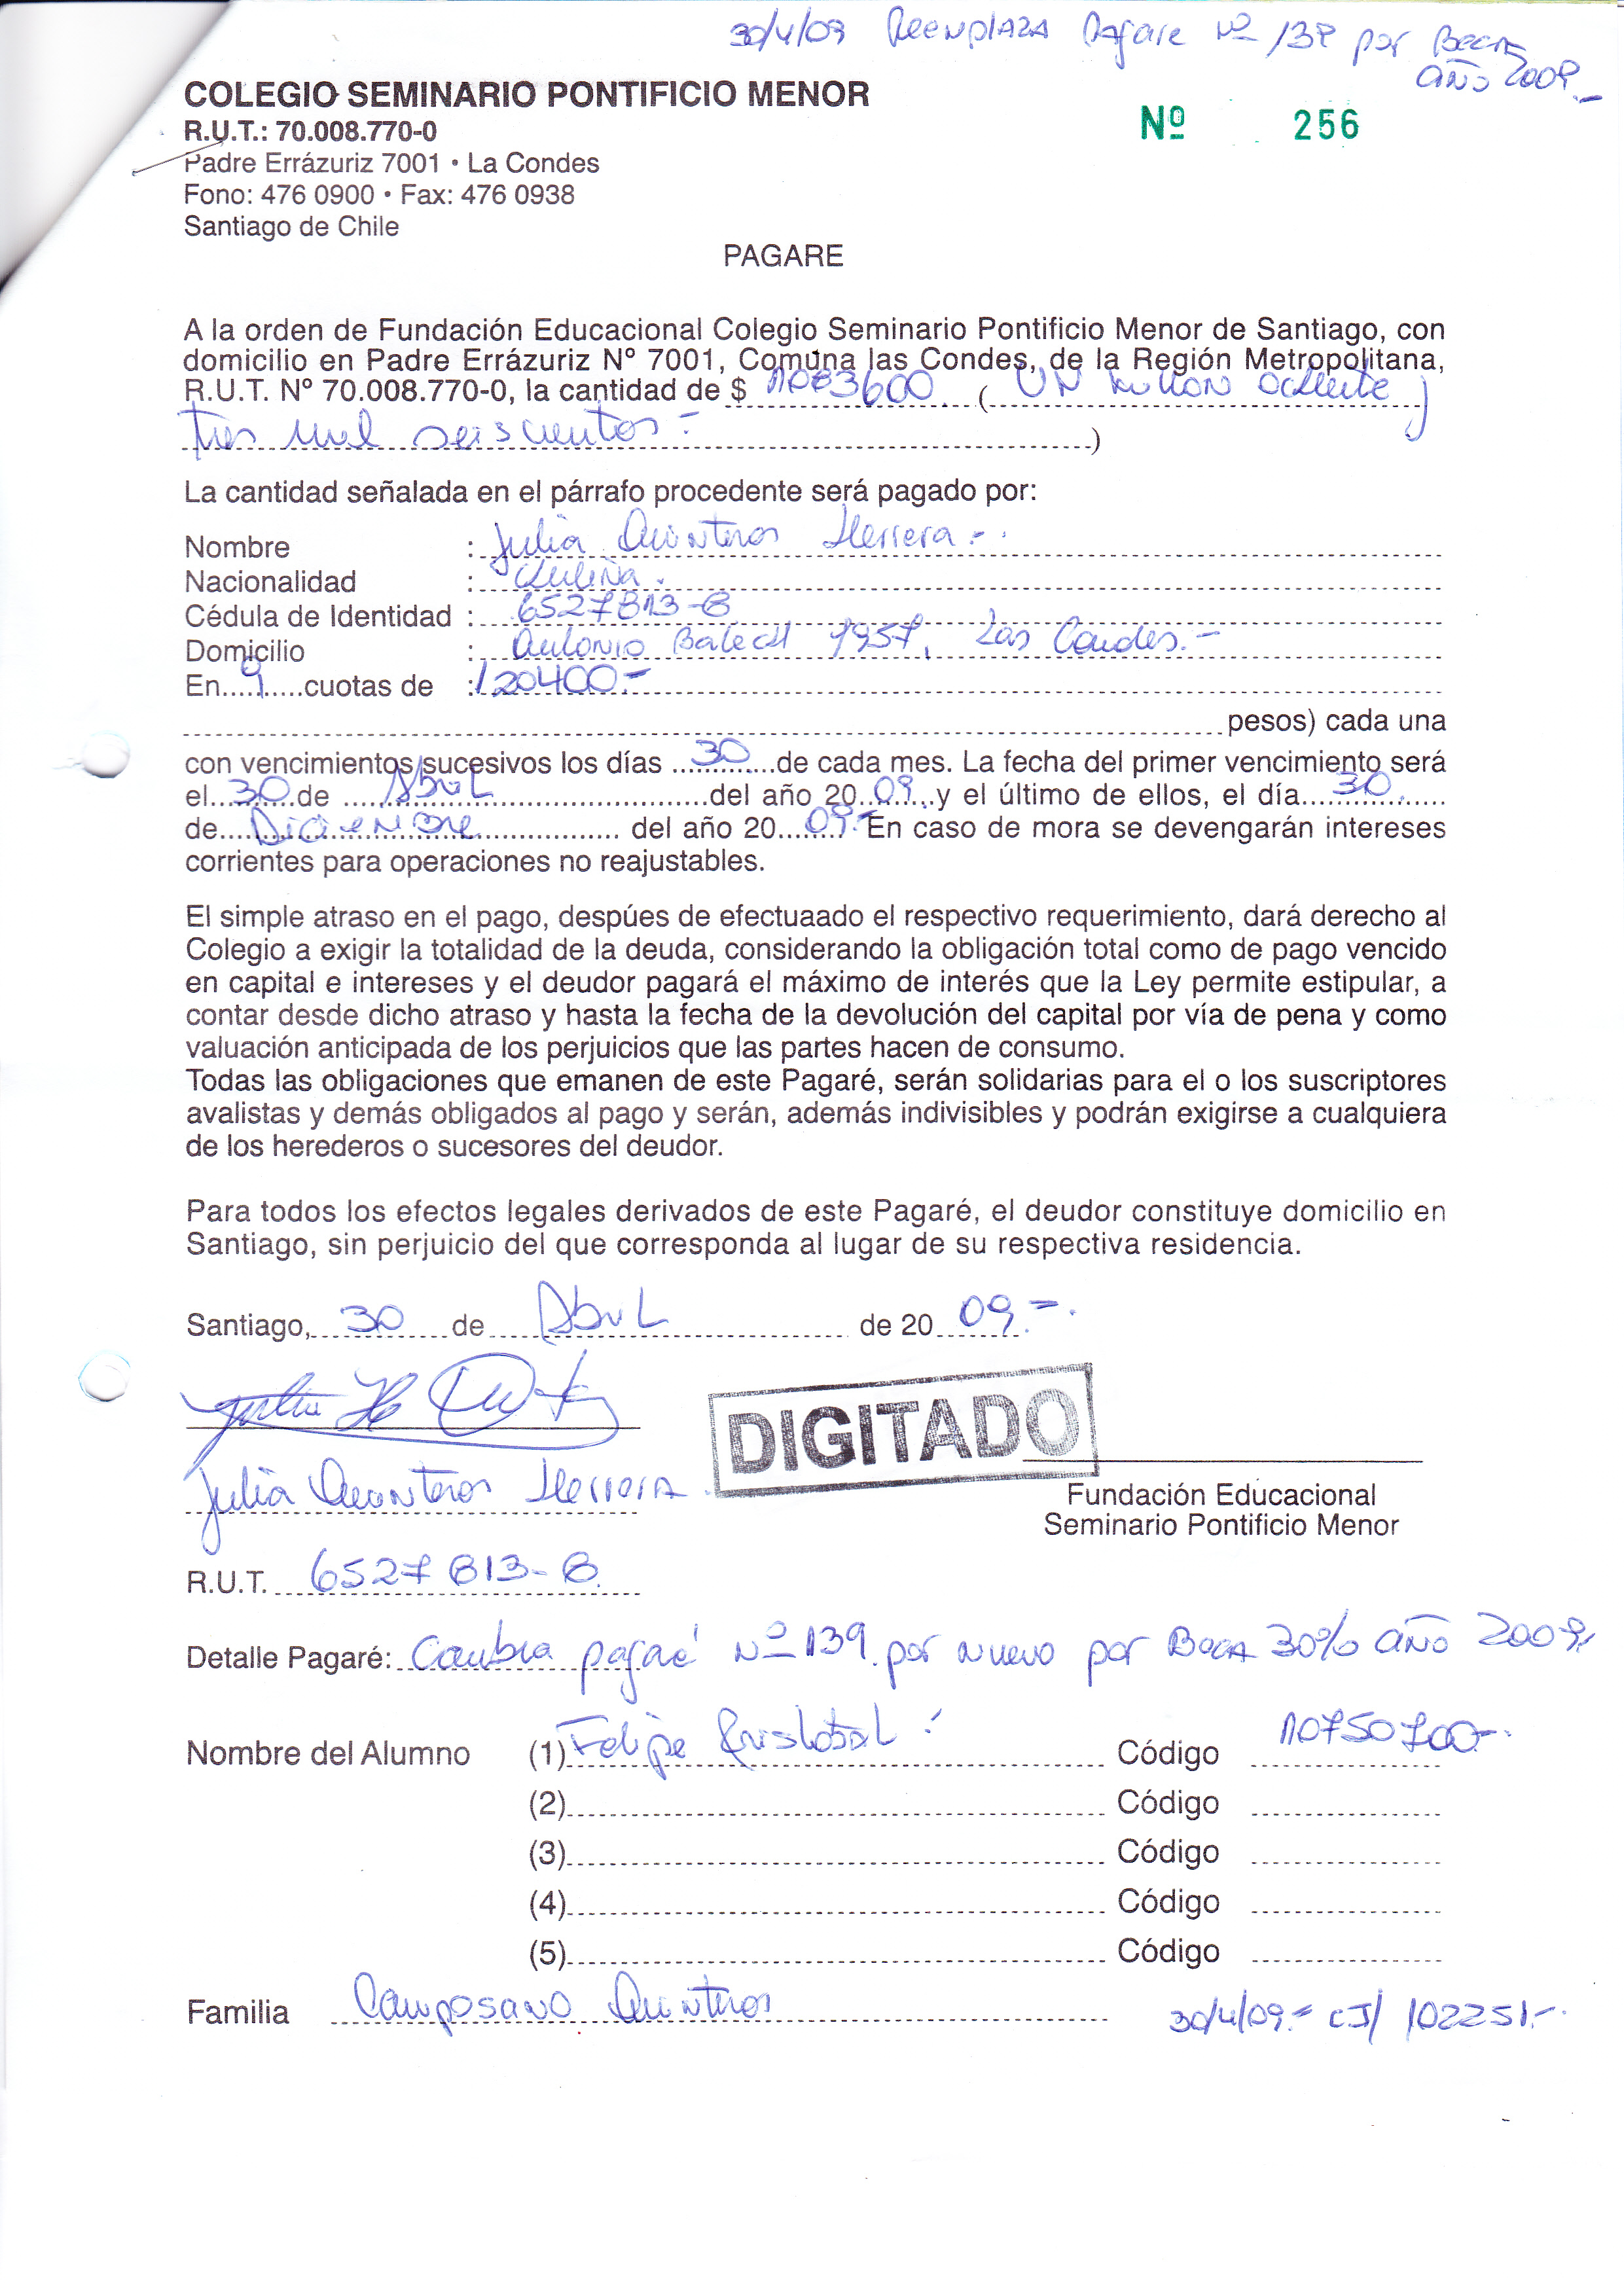 30/4/09 Reemplaza Pagare Nº 139 por Beca
año 2009.-
COLEGIO SEMINARIO PONTIFICIO MENOR
R.U.T.: 70.008.770-0
Padre Errázuriz 7001 • La Condes
Fono: 476 0900 • Fax: 476 0938
Santiago de Chile
Nº 256
PAGARE
A la orden de Fundación Educacional Colegio Seminario Pontificio Menor de Santiago, con
domicilio en Padre Errázuriz Nº 7001, Comuna las Condes, de la Región Metropolitana,
R.U.T. Nº 70.008.770-0, la cantidad de $ 1083600 ( UN millon ochenta y
tres mil seiscientos - )
La cantidad señalada en el párrafo procedente será pagado por:
Nombre : Julia Quinteros Herrera.-
Nacionalidad : Chilena.
Cédula de Identidad : 6527813-8
Domicilio : Antonio 7957, Las Condes.-
En 9 cuotas de : 120400.-
pesos) cada una
con vencimientos sucesivos los días 30 de cada mes. La fecha del primer vencimiento será
el 30 de Abril del año 2009 y el último de ellos, el día 30
de Diciembre del año 2009.- En caso de mora se devengarán intereses
corrientes para operaciones no reajustables.
El simple atraso en el pago, despúes de efectuaado el respectivo requerimiento, dará derecho al
Colegio a exigir la totalidad de la deuda, considerando la obligación total como de pago vencido
en capital e intereses y el deudor pagará el máximo de interés que la Ley permite estipular, a
contar desde dicho atraso y hasta la fecha de la devolución del capital por vía de pena y como
valuación anticipada de los perjuicios que las partes hacen de consumo.
Todas las obligaciones que emanen de este Pagaré, serán solidarias para el o los suscriptores
avalistas y demás obligados al pago y serán, además indivisibles y podrán exigirse a cualquiera
de los herederos o sucesores del deudor.
Para todos los efectos legales derivados de este Pagaré, el deudor constituye domicilio en
Santiago, sin perjuicio del que corresponda al lugar de su respectiva residencia.
Santiago, 30 de Abril de 2009.-
DIGITADO
Julia Quinteros Herrera
Fundación Educacional
Seminario Pontificio Menor
R.U.T. 6527813-8
Detalle Pagaré: Cambia pagaré Nº 139 por nuevo por Beca 30% año 2009.
Nombre del Alumno (1) Felipe Cristobal Código 10750700-
(2) Código
(3) Código
(4) Código
(5) Código
Familia Camposano Quinteros
30/4/09.- CJ/ 102251.-